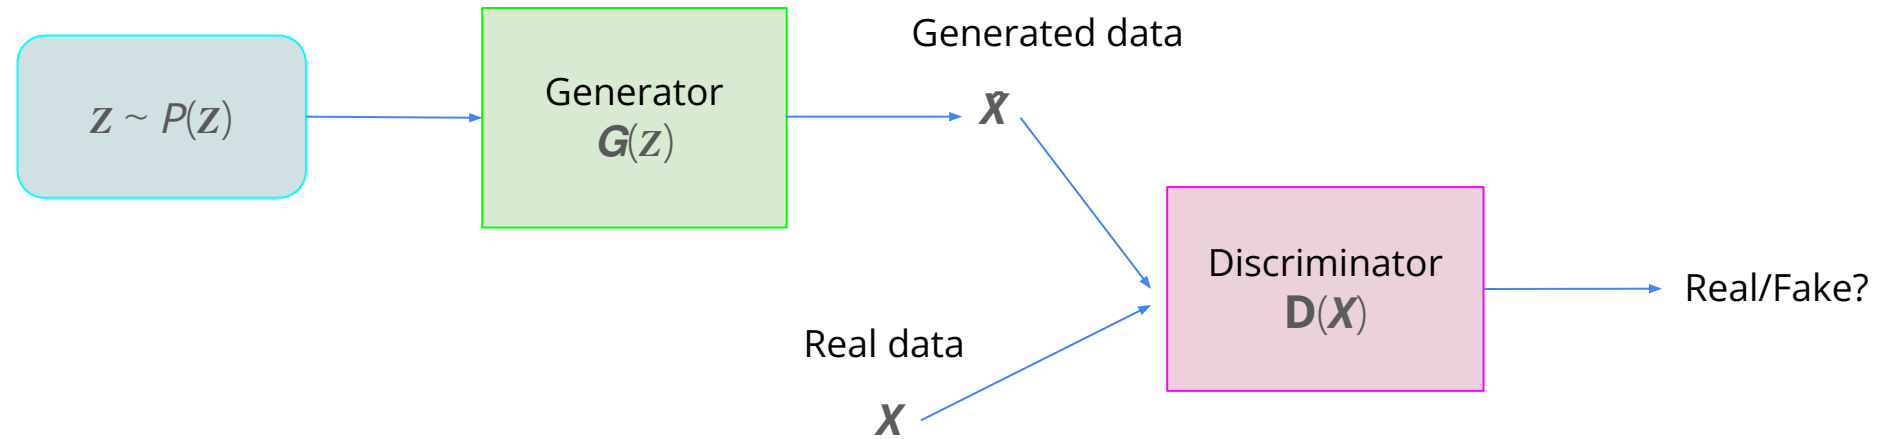 z ~ P(z)
Generator
G(z)
Generated data
X̂
Real data
X
Discriminator
D(X)
Real/Fake?